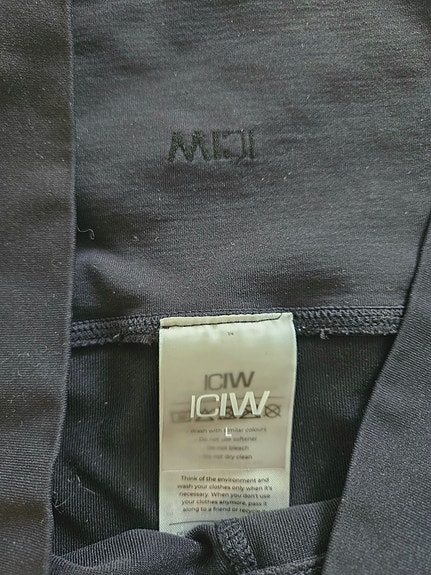 ICIW
ICIW
ICIW
L
- Wash with similar colours
- Do not use softener
- Do not bleach
- Do not dry clean
Think of the environment and
wash your clothes only when it's
necessary. When you don't use
your clothes anymore, pass it
along to a friend or recycle